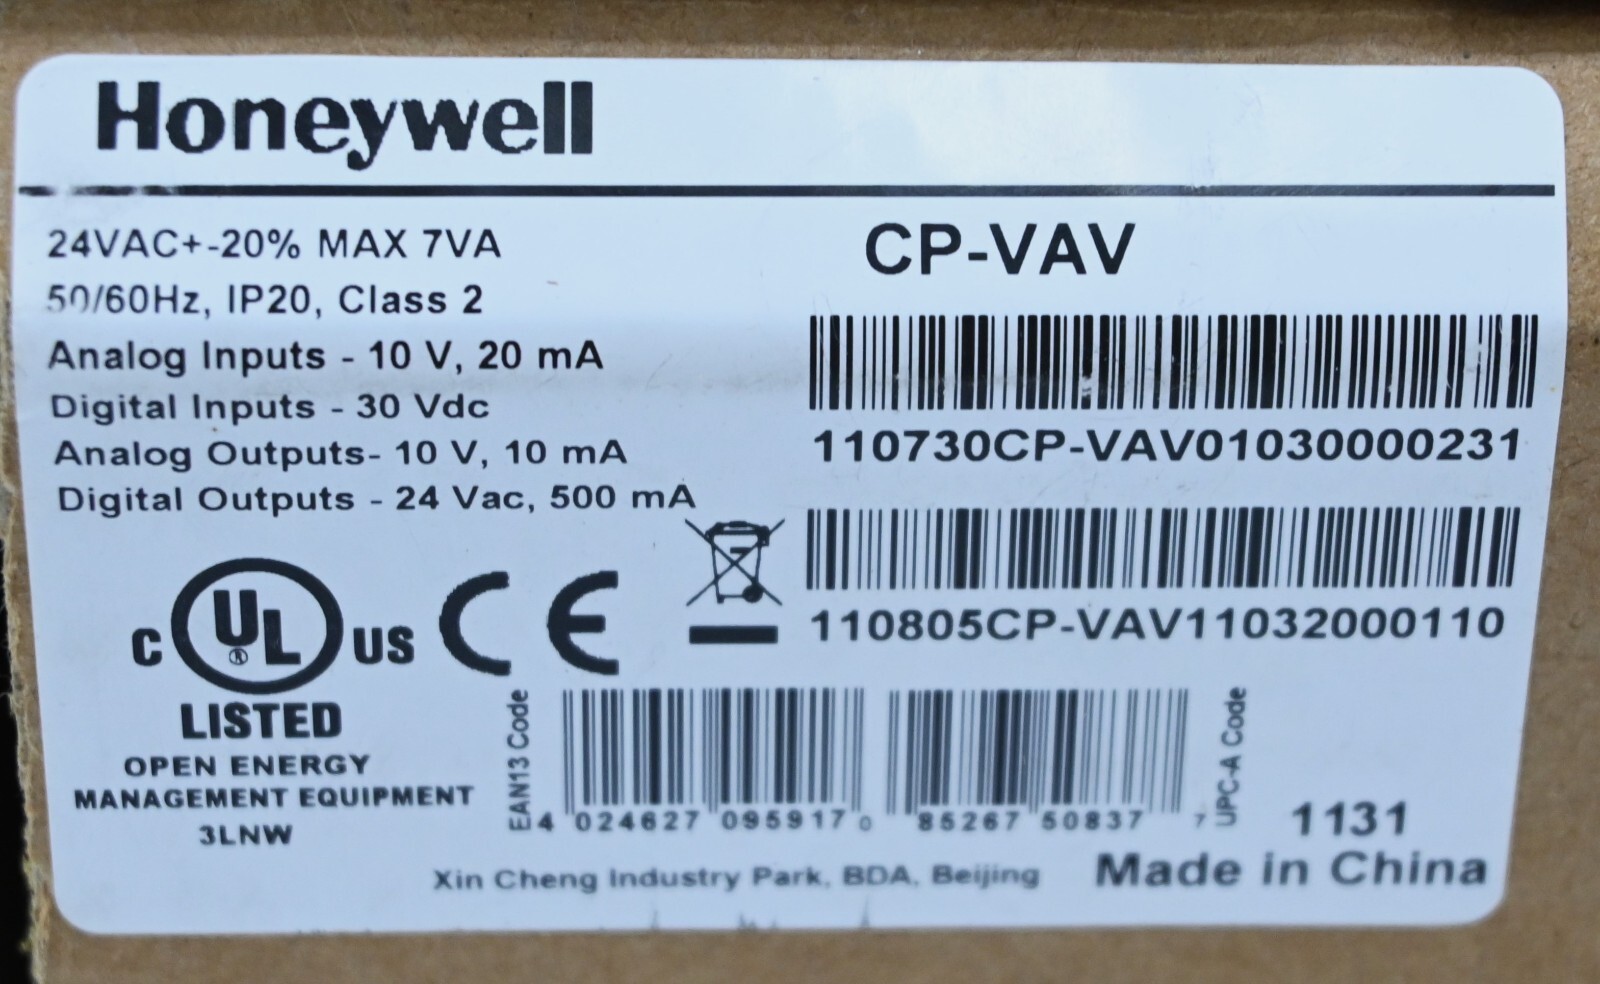 Honeywell
24VAC+-20% MAX 7VA
50/60Hz, IP20, Class 2
Analog Inputs - 10 V, 20 mA
Digital Inputs - 30 Vdc
Analog Outputs- 10 V, 10 mA
Digital Outputs - 24 Vac, 500 mA
CP-VAV
110730CP-VAV01030000231
110805CP-VAV11032000110
C UL ® US CE
LISTED
OPEN ENERGY
MANAGEMENT EQUIPMENT
3LNW
EAN13 Code
4 024627 095917
0 85267 50837 7
UPC-A Code
1131
Xin Cheng Industry Park, BDA, Beijing
Made in China